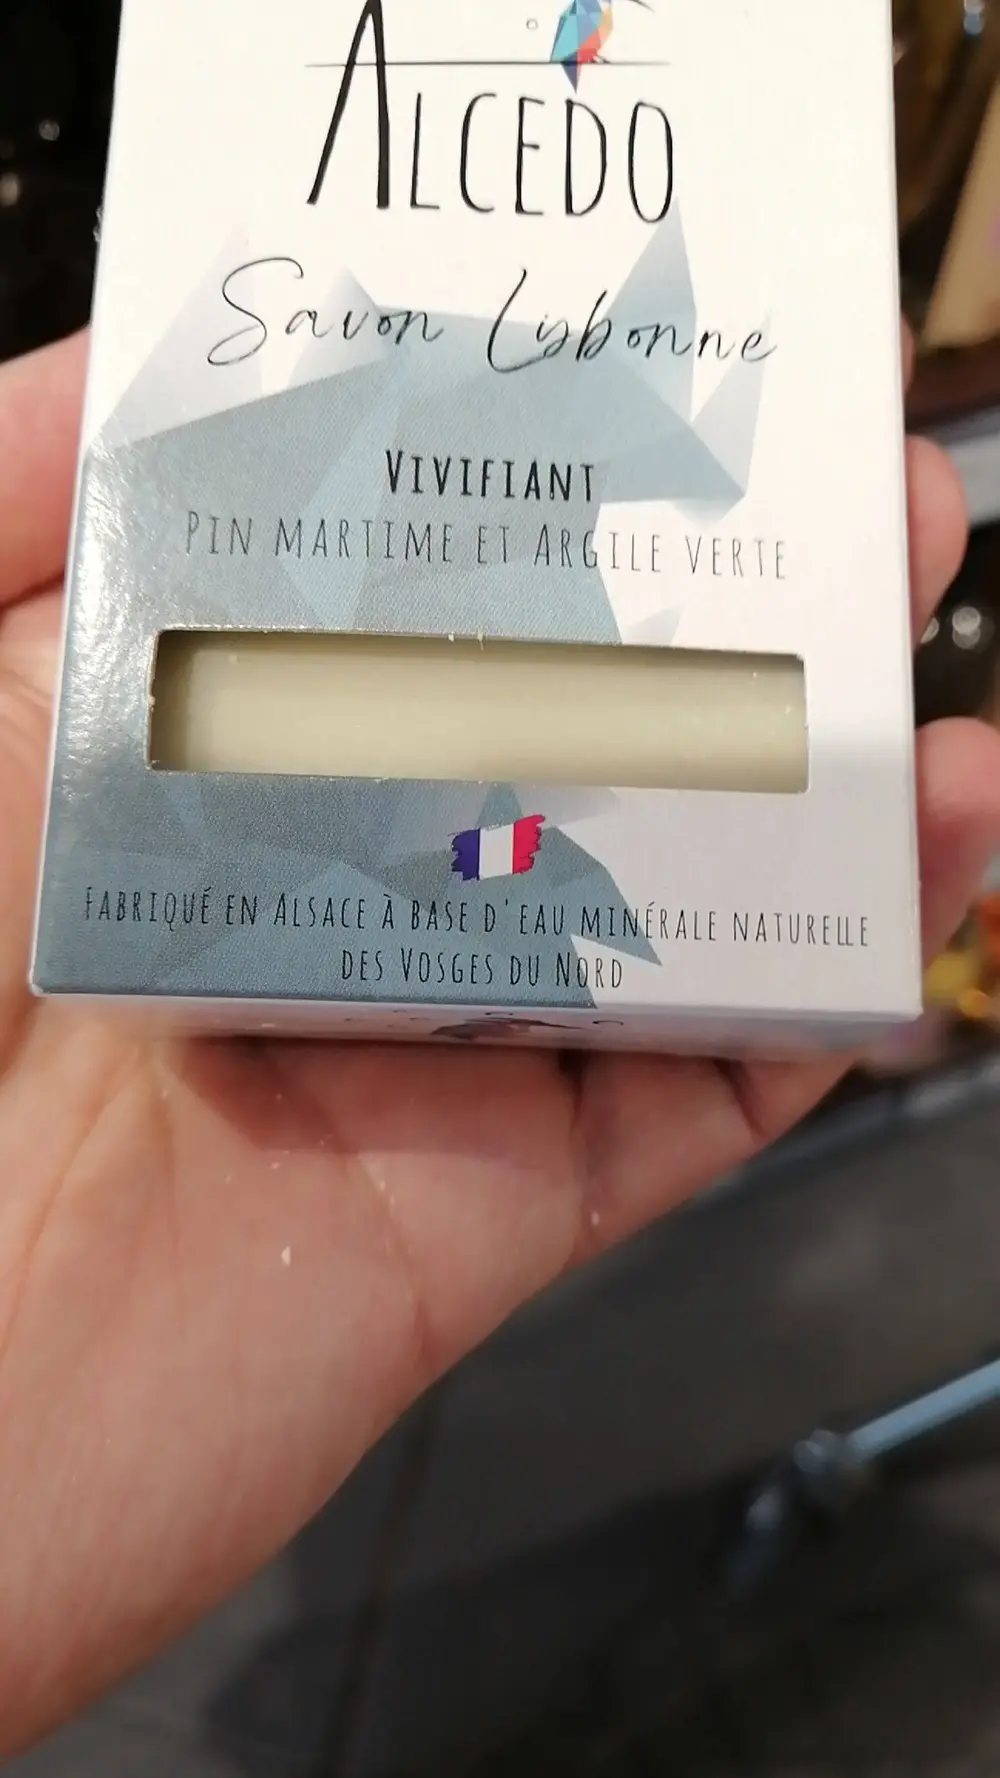 ALCEDO
Savon Lybonne
VIVIFIANT
PIN MARTIME ET ARGILE VERTE
FABRIQUÉ EN ALSACE À BASE D'EAU MINÉRALE NATURELLE
DES VOSGES DU NORD